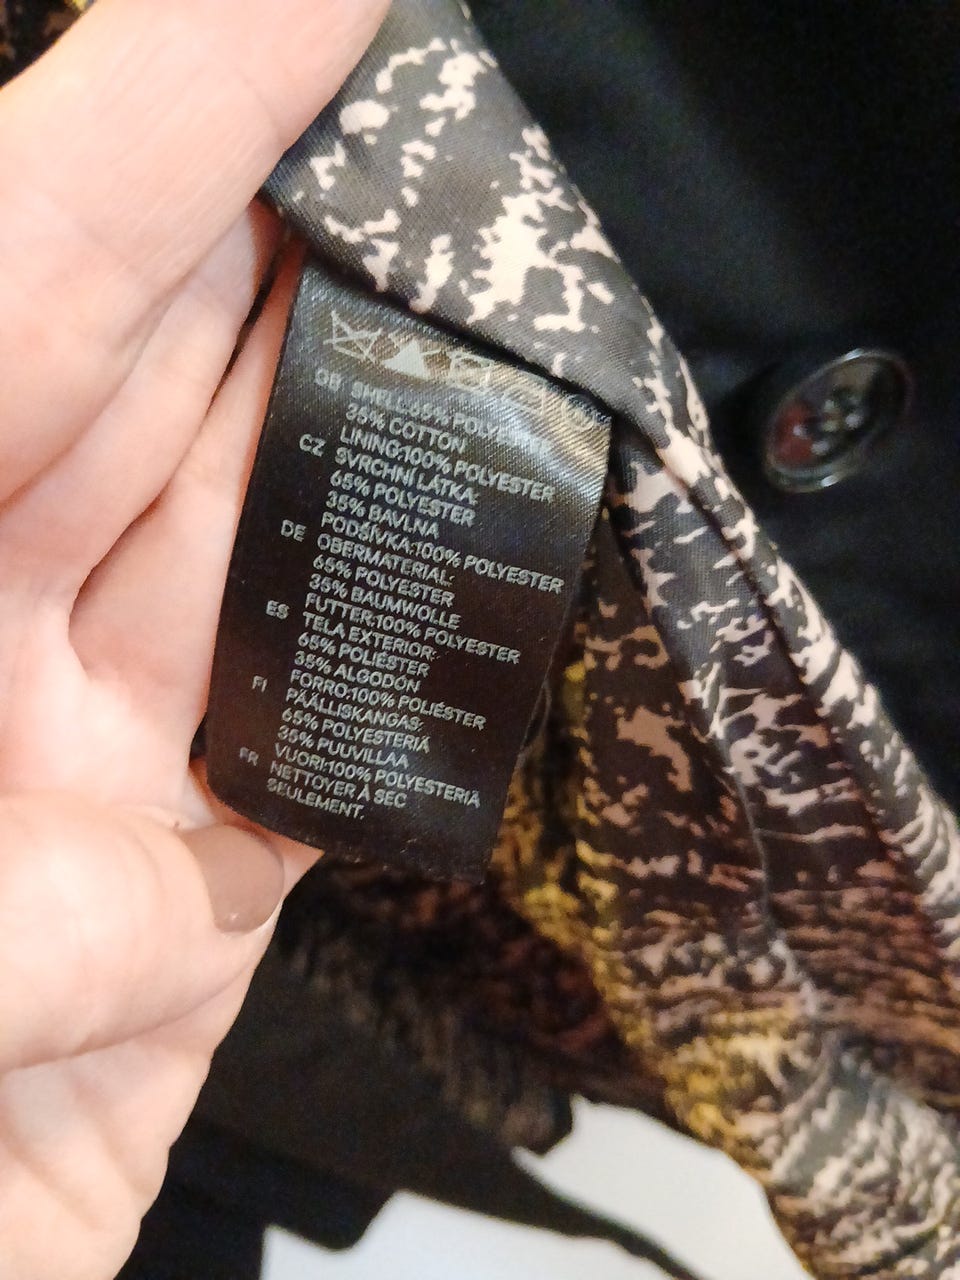 GB SHELL:65% POLYESTER
35% COTTON
LINING:100% POLYESTER
CZ SVRCHNÍ LÁTKA:
65% POLYESTER
35% BAVLNA
PODŠÍVKA:100% POLYESTER
DE OBERMATERIAL:
65% POLYESTER
35% BAUMWOLLE
FUTTER:100% POLYESTER
ES TELA EXTERIOR:
65% POLIÉSTER
35% ALGODÓN
FORRO:100% POLIÉSTER
FI PÄÄLLISKANGAS:
65% POLYESTERIÄ
35% PUUVILLAA
VUORI:100% POLYESTERIÄ
FR NETTOYER À SEC
SEULEMENT.